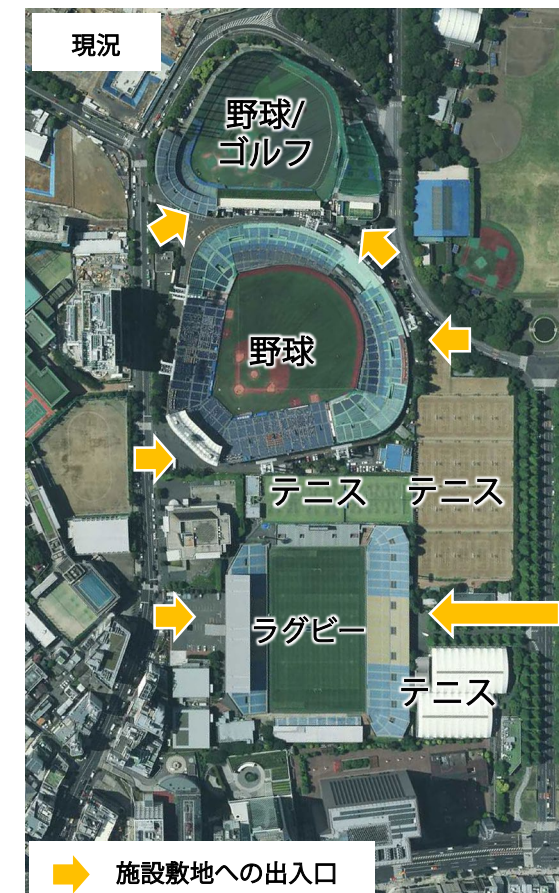 現況
野球/
ゴルフ
野球
テニス
テニス
ラグビー
テニス
施設敷地への出入口